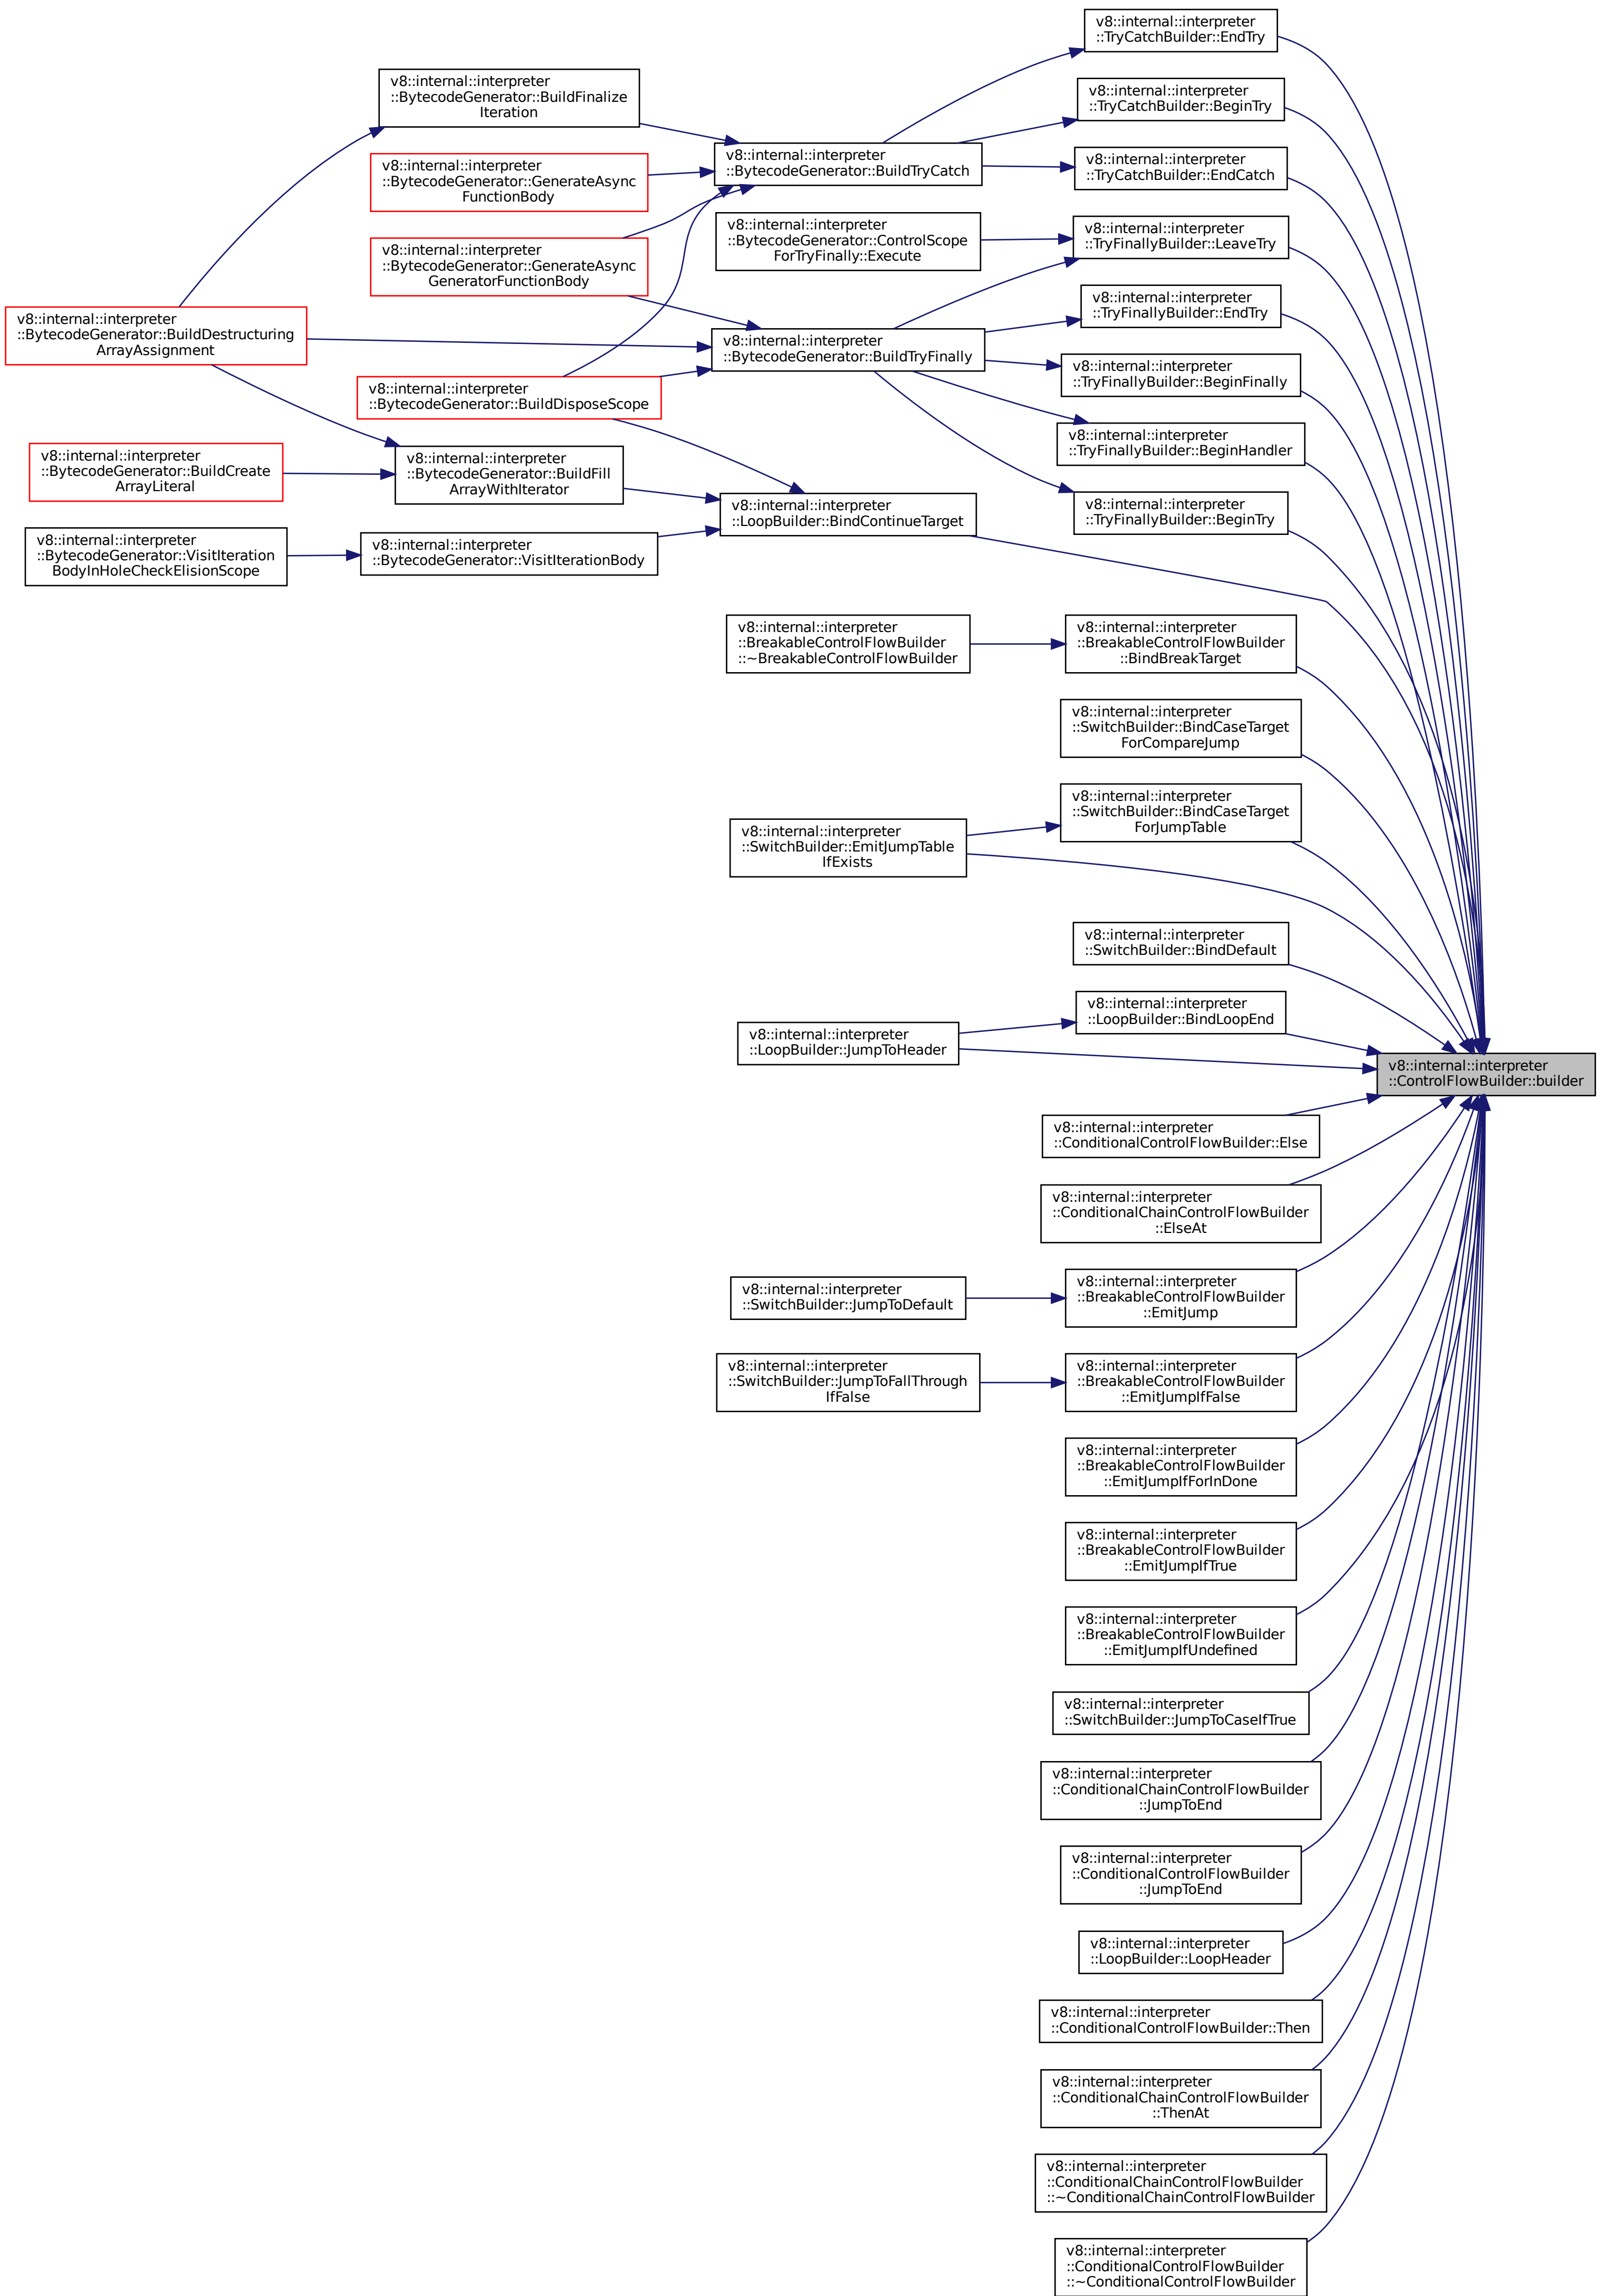 v8::internal::interpreter
::TryCatchBuilder::EndTry
v8::internal::interpreter
::BytecodeGenerator::BuildFinalize
Iteration
v8::internal::interpreter
::TryCatchBuilder::BeginTry
v8::internal::interpreter
::BytecodeGenerator::BuildTryCatch
v8::internal::interpreter
::TryCatchBuilder::EndCatch
v8::internal::interpreter
::BytecodeGenerator::GenerateAsync
FunctionBody
v8::internal::interpreter
::BytecodeGenerator::ControlScope
ForTryFinally::Execute
v8::internal::interpreter
::TryFinallyBuilder::LeaveTry
v8::internal::interpreter
::BytecodeGenerator::GenerateAsync
GeneratorFunctionBody
v8::internal::interpreter
::TryFinallyBuilder::EndTry
v8::internal::interpreter
::BytecodeGenerator::BuildDestructuring
ArrayAssignment
v8::internal::interpreter
::BytecodeGenerator::BuildTryFinally
v8::internal::interpreter
::TryFinallyBuilder::BeginFinally
v8::internal::interpreter
::BytecodeGenerator::BuildDisposeScope
v8::internal::interpreter
::TryFinallyBuilder::BeginHandler
v8::internal::interpreter
::BytecodeGenerator::BuildCreate
ArrayLiteral
v8::internal::interpreter
::BytecodeGenerator::BuildFill
ArrayWithIterator
v8::internal::interpreter
::LoopBuilder::BindContinueTarget
v8::internal::interpreter
::TryFinallyBuilder::BeginTry
v8::internal::interpreter
::BytecodeGenerator::VisitIteration
BodyInHoleCheckElisionScope
v8::internal::interpreter
::BytecodeGenerator::VisitIterationBody
v8::internal::interpreter
::BreakableControlFlowBuilder
::~BreakableControlFlowBuilder
v8::internal::interpreter
::BreakableControlFlowBuilder
::BindBreakTarget
v8::internal::interpreter
::SwitchBuilder::BindCaseTarget
ForCompareJump
v8::internal::interpreter
::SwitchBuilder::BindCaseTarget
ForJumpTable
v8::internal::interpreter
::SwitchBuilder::EmitJumpTable
IfExists
v8::internal::interpreter
::SwitchBuilder::BindDefault
v8::internal::interpreter
::LoopBuilder::BindLoopEnd
v8::internal::interpreter
::LoopBuilder::JumpToHeader
v8::internal::interpreter
::ControlFlowBuilder::builder
v8::internal::interpreter
::ConditionalControlFlowBuilder::Else
v8::internal::interpreter
::ConditionalChainControlFlowBuilder
::ElseAt
v8::internal::interpreter
::SwitchBuilder::JumpToDefault
v8::internal::interpreter
::BreakableControlFlowBuilder
::EmitJump
v8::internal::interpreter
::SwitchBuilder::JumpToFallThrough
IfFalse
v8::internal::interpreter
::BreakableControlFlowBuilder
::EmitJumpIfFalse
v8::internal::interpreter
::BreakableControlFlowBuilder
::EmitJumpIfForInDone
v8::internal::interpreter
::BreakableControlFlowBuilder
::EmitJumpIfTrue
v8::internal::interpreter
::BreakableControlFlowBuilder
::EmitJumpIfUndefined
v8::internal::interpreter
::SwitchBuilder::JumpToCaseIfTrue
v8::internal::interpreter
::ConditionalChainControlFlowBuilder
::JumpToEnd
v8::internal::interpreter
::ConditionalControlFlowBuilder
::JumpToEnd
v8::internal::interpreter
::LoopBuilder::LoopHeader
v8::internal::interpreter
::ConditionalControlFlowBuilder::Then
v8::internal::interpreter
::ConditionalChainControlFlowBuilder
::ThenAt
v8::internal::interpreter
::ConditionalChainControlFlowBuilder
::~ConditionalChainControlFlowBuilder
v8::internal::interpreter
::ConditionalControlFlowBuilder
::~ConditionalControlFlowBuilder